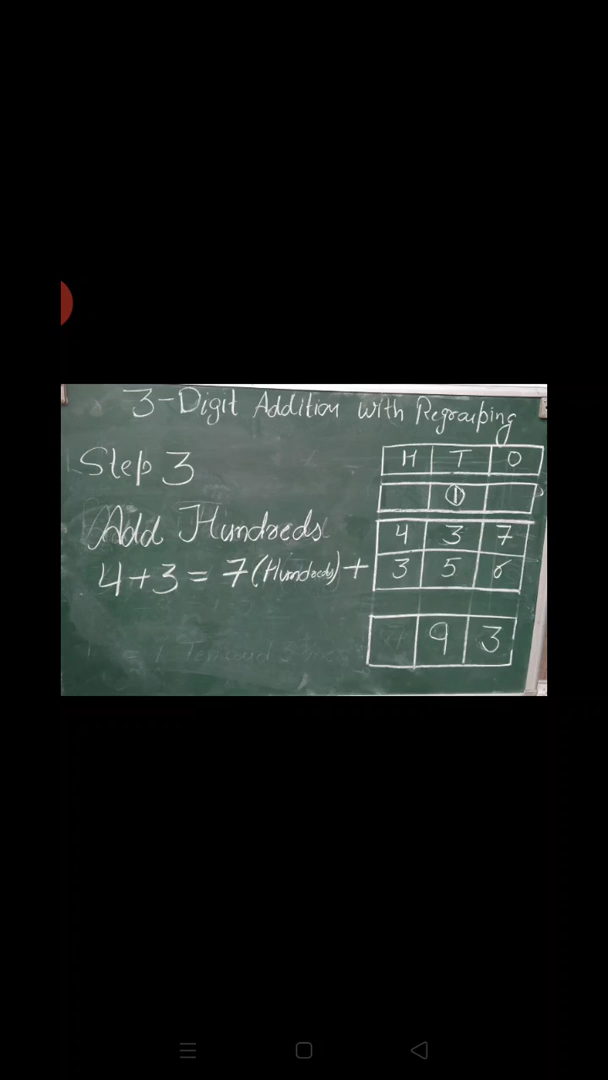 3-Digit Addition with Regrouping
Step 3
H T O
1
Add Hundreds
4 3 7
4+3 = 7 (Hundreds) + 3 5 6
9 3